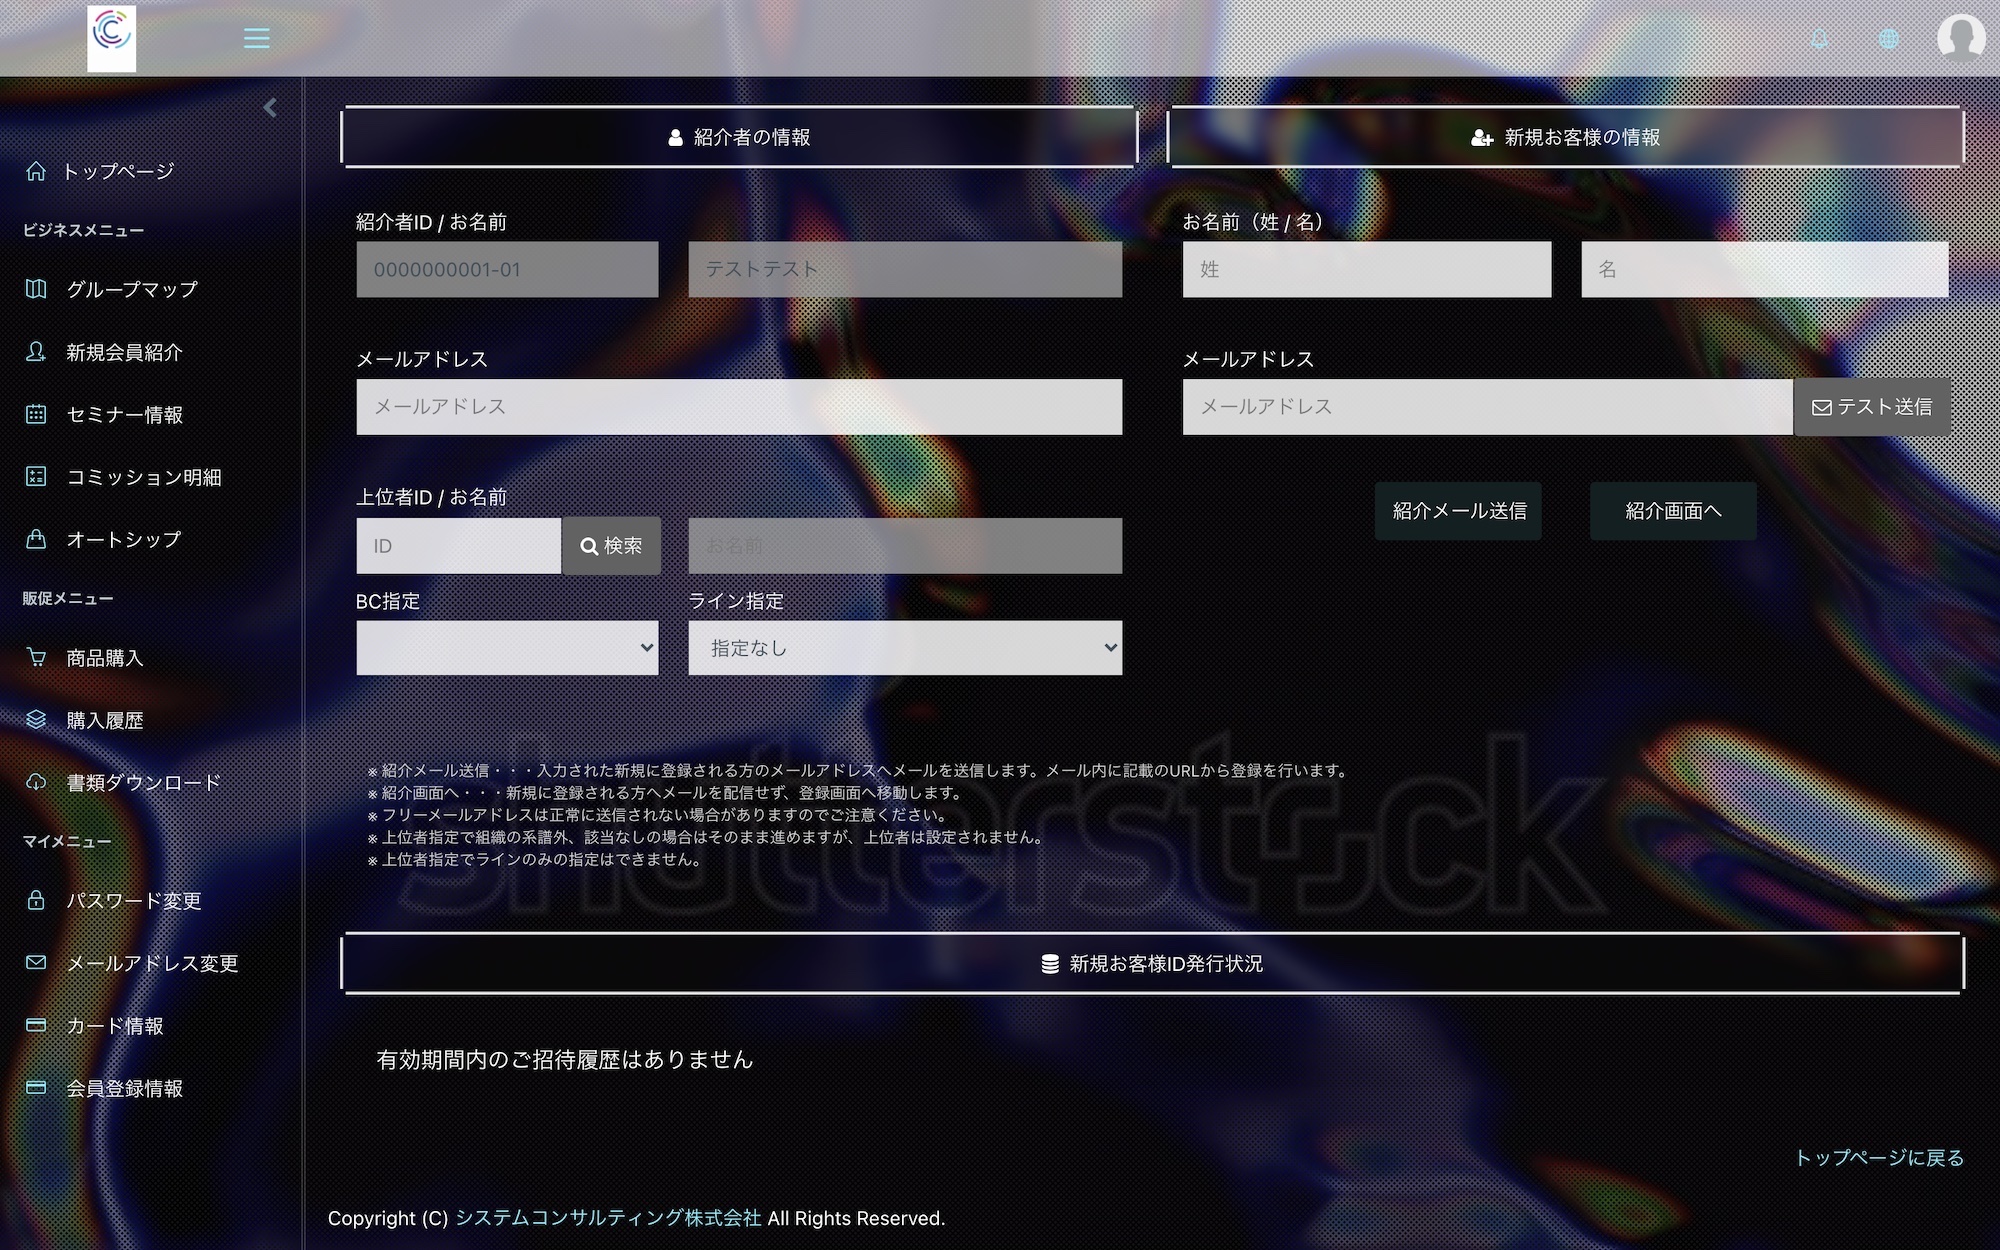 トップページ
ビジネスメニュー
グループマップ
新規会員紹介
セミナー情報
コミッション明細
オートシップ
販促メニュー
商品購入
購入履歴
書類ダウンロード
マイメニュー
パスワード変更
メールアドレス変更
カード情報
会員登録情報
紹介者の情報
紹介者ID / お名前
0000000001-01 テストテスト
メールアドレス
メールアドレス
上位者ID / お名前
ID 検索 お名前
BC指定 ライン指定
指定なし
新規お客様の情報
お名前（姓 / 名）
姓 名
メールアドレス
メールアドレス テスト送信
紹介メール送信 紹介画面へ
※ 紹介メール送信・・・入力された新規に登録される方のメールアドレスへメールを送信します。メール内に記載のURLから登録を行います。
※ 紹介画面へ・・・新規に登録される方へメールを配信せず、登録画面へ移動します。
※ フリーメールアドレスは正常に送信されない場合がありますのでご注意ください。
※ 上位者指定で組織の系譜外、該当なしの場合はそのまま進めますが、上位者は設定されません。
※ 上位者指定でラインのみの指定はできません。
shutterstock
新規お客様ID発行状況
有効期間内のご招待履歴はありません
トップページに戻る
Copyright (C) システムコンサルティング株式会社 All Rights Reserved.